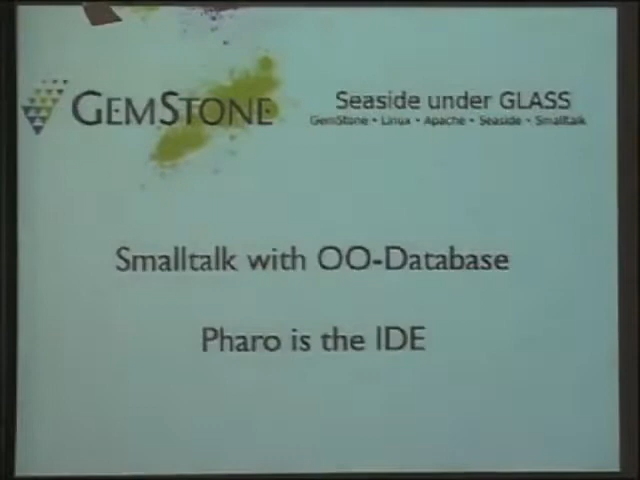 GEMSTONE
Seaside under GLASS
GemStone • Linux • Apache • Seaside • Smalltalk
Smalltalk with OO-Database
Pharo is the IDE